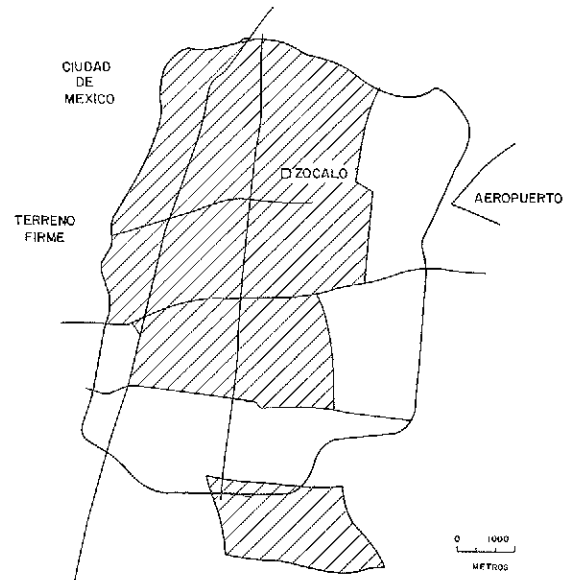 CIUDAD
DE
MEXICO
ZOCALO
AEROPUERTO
TERRENO
FIRME
0 1000
METROS